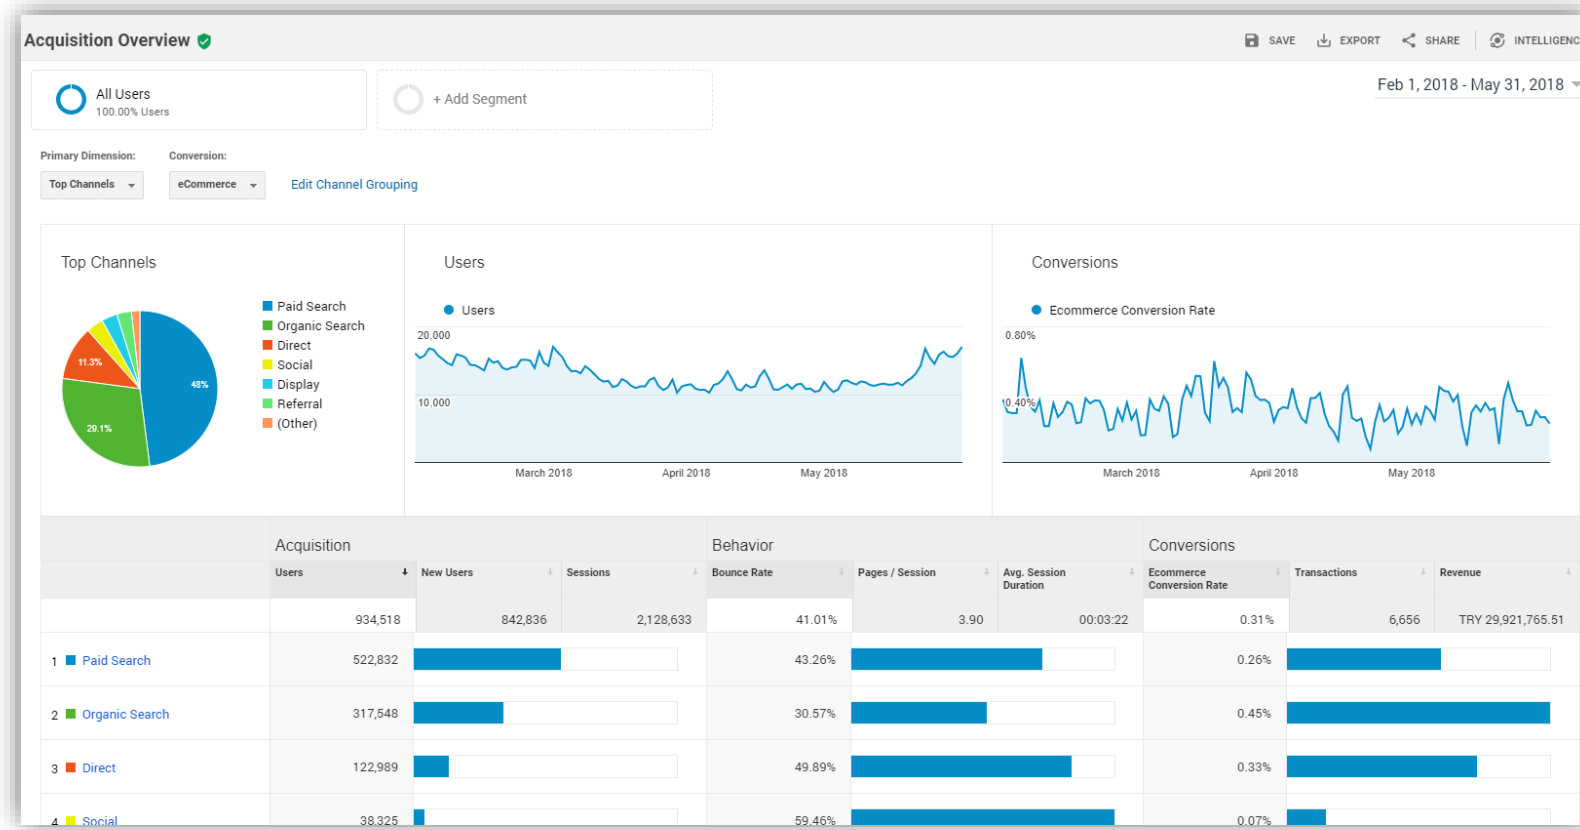 Acquisition Overview
SAVE EXPORT SHARE INTELLIGENC
All Users
100.00% Users
+ Add Segment
Feb 1, 2018 - May 31, 2018
Primary Dimension: Conversion:
Top Channels eCommerce Edit Channel Grouping
Top Channels
Paid Search
Organic Search
Direct
Social
Display
Referral
(Other)
48%
29.1%
11.3%
Users
Users
20,000
10,000
March 2018 April 2018 May 2018
Conversions
Ecommerce Conversion Rate
0.80%
0.40%
March 2018 April 2018 May 2018
Acquisition Behavior Conversions
Users New Users Sessions Bounce Rate Pages / Session Avg. Session Duration Ecommerce Conversion Rate Transactions Revenue
934,518 842,836 2,128,633 41.01% 3.90 00:03:22 0.31% 6,656 TRY 29,921,765.51
1 Paid Search 522,832 43.26% 0.26%
2 Organic Search 317,548 30.57% 0.45%
3 Direct 122,989 49.89% 0.33%
4 Social 38,325 59.46% 0.07%